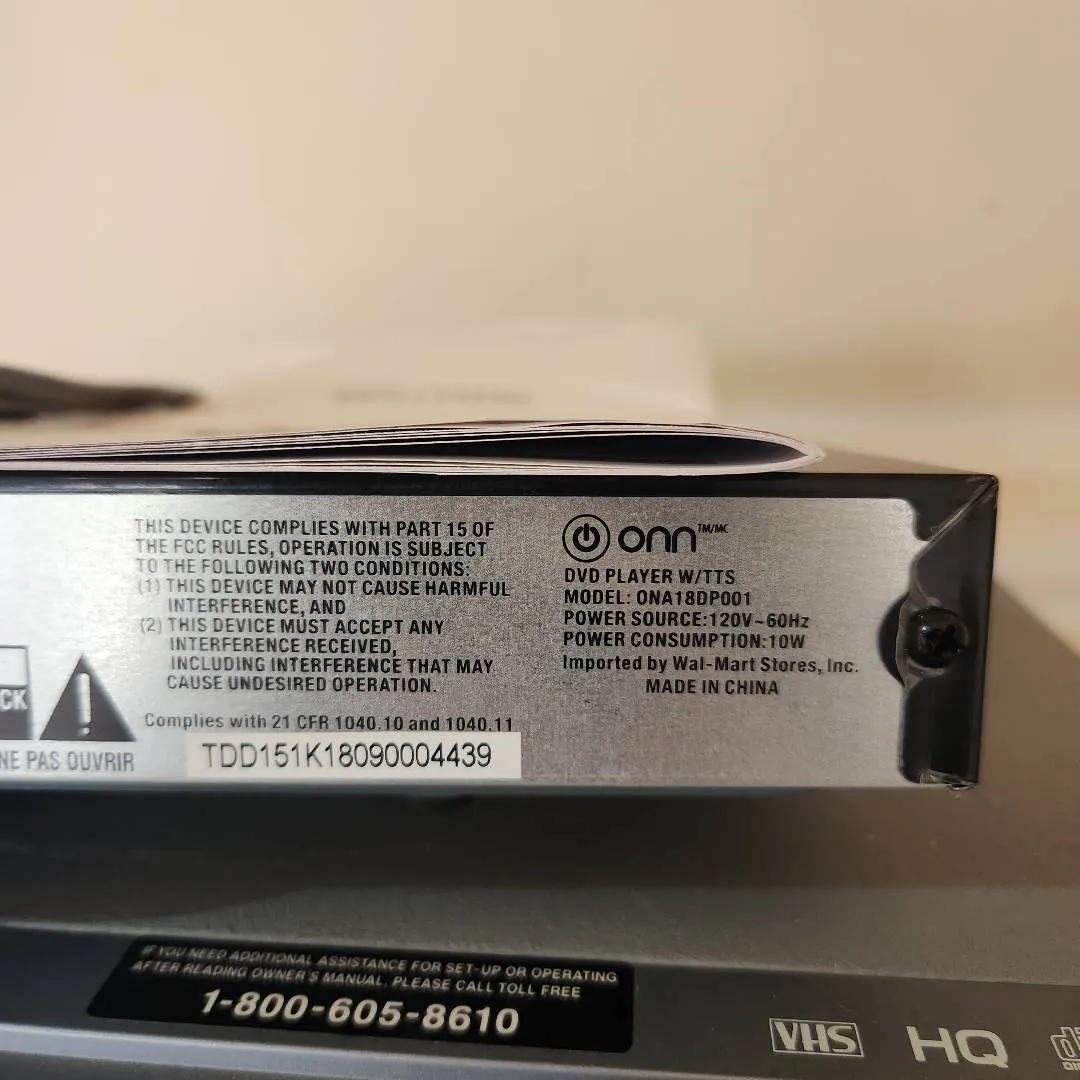 THIS DEVICE COMPLIES WITH PART 15 OF
THE FCC RULES, OPERATION IS SUBJECT
TO THE FOLLOWING TWO CONDITIONS:
(1) THIS DEVICE MAY NOT CAUSE HARMFUL
INTERFERENCE, AND
(2) THIS DEVICE MUST ACCEPT ANY
INTERFERENCE RECEIVED,
INCLUDING INTERFERENCE THAT MAY
CAUSE UNDESIRED OPERATION.
Complies with 21 CFR 1040.10 and 1040.11
TDD151K18090004439
CK
NE PAS OUVRIR
onn TM/MC
DVD PLAYER W/TTS
MODEL: ONA18DP001
POWER SOURCE:120V~60Hz
POWER CONSUMPTION:10W
Imported by Wal-Mart Stores, Inc.
MADE IN CHINA
IF YOU NEED ADDITIONAL ASSISTANCE FOR SET-UP OR OPERATING
AFTER READING OWNER'S MANUAL, PLEASE CALL TOLL FREE
1-800-605-8610
VHS HQ